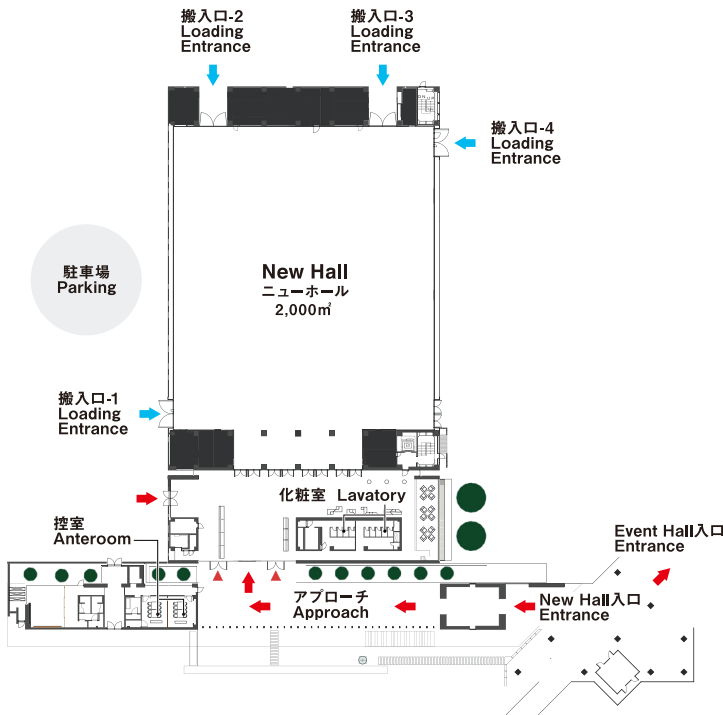 搬入口-2
Loading
Entrance
搬入口-3
Loading
Entrance
搬入口-4
Loading
Entrance
駐車場
Parking
New Hall
ニューホール
2,000㎡
搬入口-1
Loading
Entrance
化粧室 Lavatory
控室
Anteroom
Event Hall入口
Entrance
アプローチ
Approach
New Hall入口
Entrance